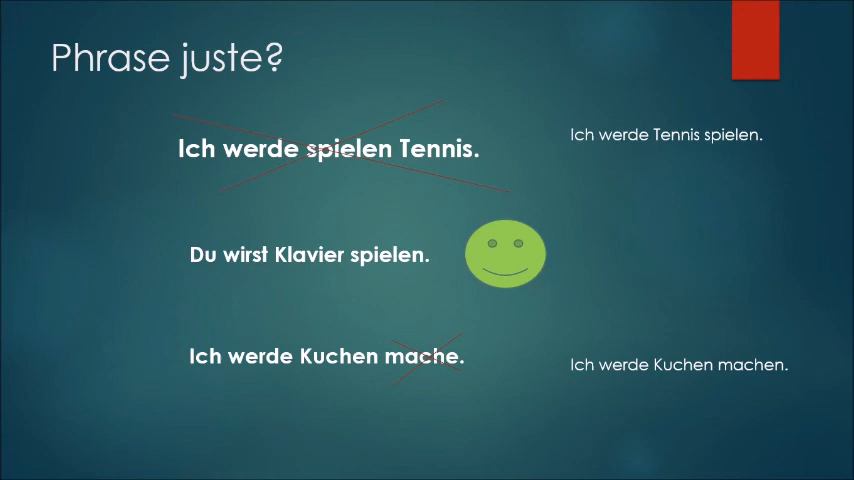 Phrase juste?
Ich werde spielen Tennis.
Ich werde Tennis spielen.
Du wirst Klavier spielen.
Ich werde Kuchen mache.
Ich werde Kuchen machen.